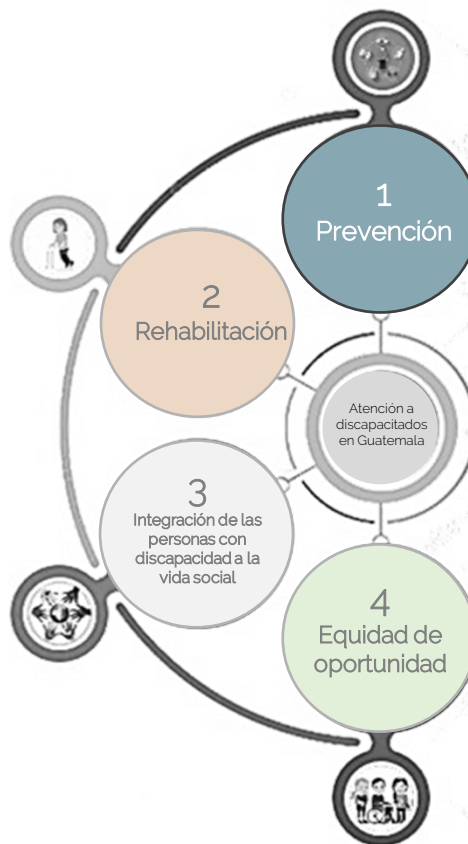 1
Prevención
2
Rehabilitación
Atención a
discapacitados
en Guatemala
3
Integración de las
personas con
discapacidad a la
vida social
4
Equidad de
oportunidad